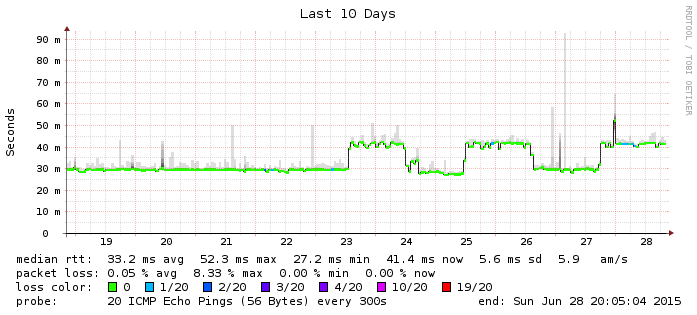 Last 10 Days
RRDTOOL / TOBI OETIKER
Seconds
90 m
80 m
70 m
60 m
50 m
40 m
30 m
20 m
10 m
0
19 20 21 22 23 24 25 26 27 28
median rtt: 33.2 ms avg 52.3 ms max 27.2 ms min 41.4 ms now 5.6 ms sd 5.9 am/s
packet loss: 0.05 % avg 8.33 % max 0.00 % min 0.00 % now
loss color: 0 1/20 2/20 3/20 4/20 10/20 19/20
probe: 20 ICMP Echo Pings (56 Bytes) every 300s end: Sun Jun 28 20:05:04 2015